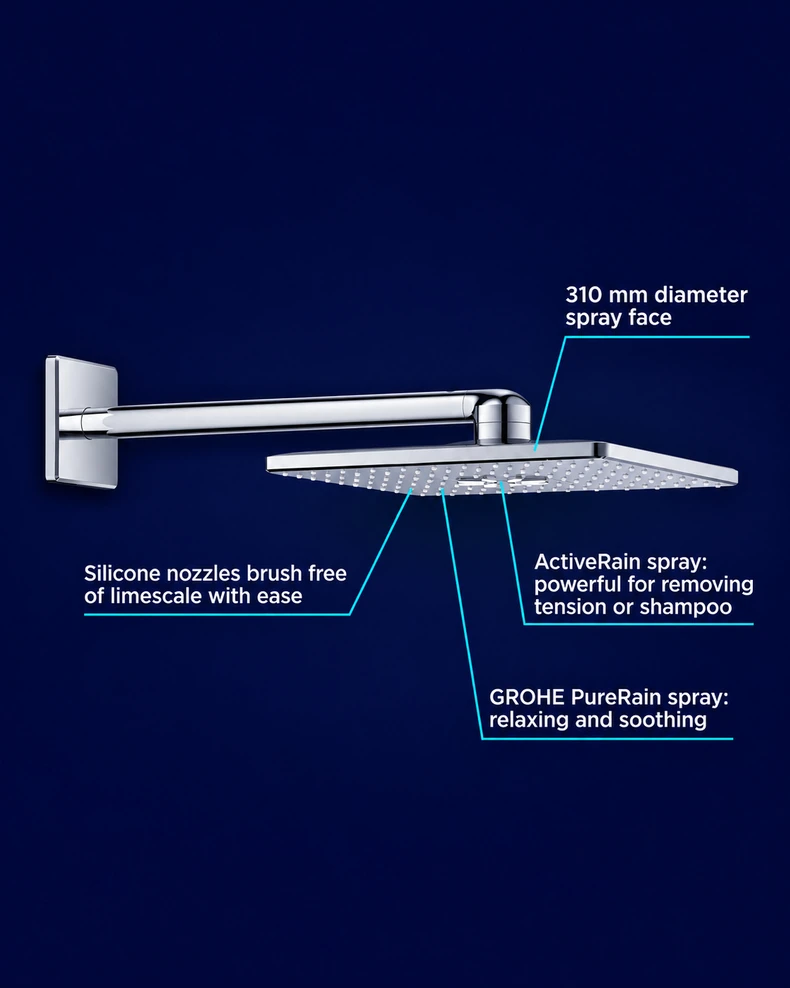 310 mm diameter
spray face
Silicone nozzles brush free
of limescale with ease
ActiveRain spray:
powerful for removing
tension or shampoo
GROHE PureRain spray:
relaxing and soothing